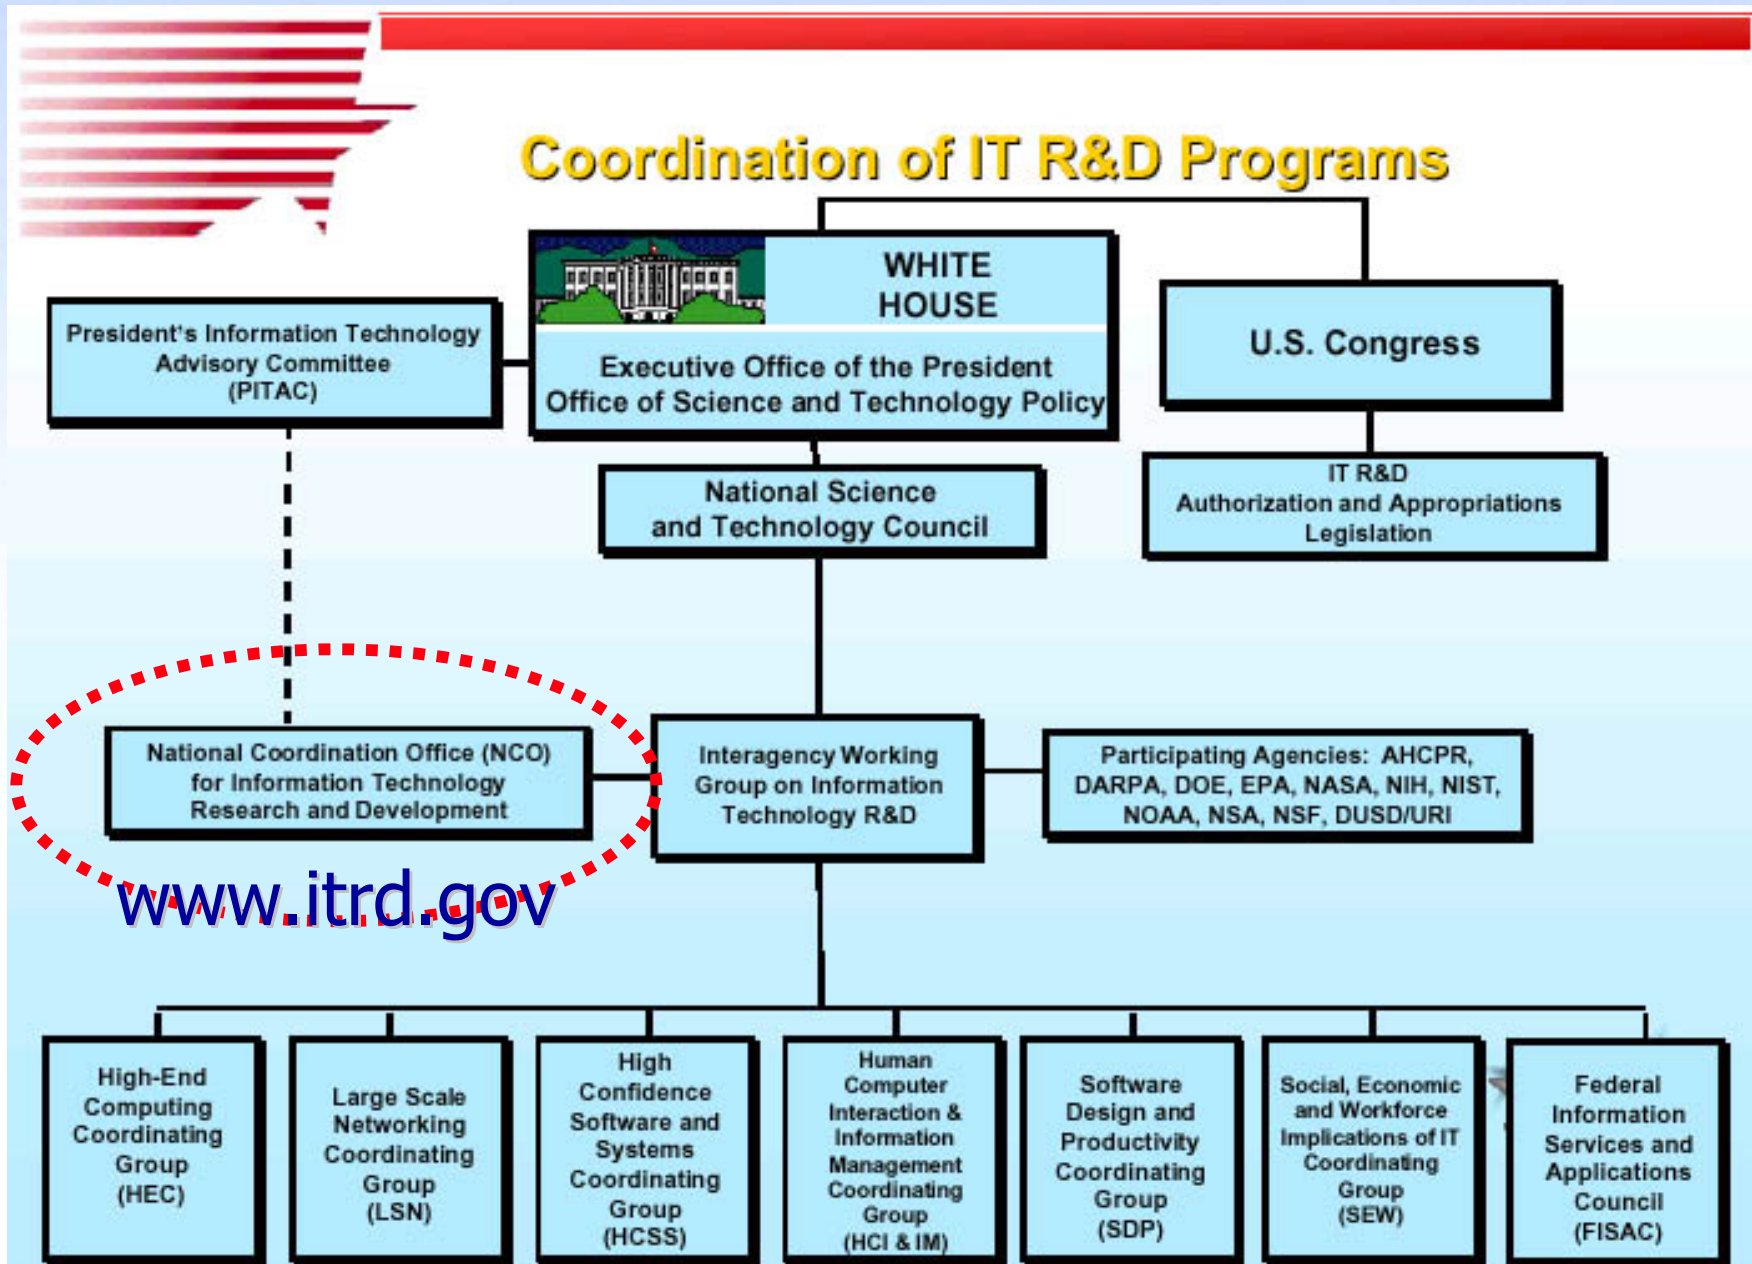 Coordination of IT R&D Programs
WHITE
HOUSE
Executive Office of the President
Office of Science and Technology Policy
U.S. Congress
President's Information Technology
Advisory Committee
(PITAC)
National Science
and Technology Council
IT R&D
Authorization and Appropriations
Legislation
National Coordination Office (NCO)
for Information Technology
Research and Development
Interagency Working
Group on Information
Technology R&D
Participating Agencies: AHCPR,
DARPA, DOE, EPA, NASA, NIH, NIST,
NOAA, NSA, NSF, DUSD/URI
www.itrd.gov
High-End
Computing
Coordinating
Group
(HEC)
Large Scale
Networking
Coordinating
Group
(LSN)
High
Confidence
Software and
Systems
Coordinating
Group
(HCSS)
Human
Computer
Interaction &
Information
Management
Coordinating
Group
(HCI & IM)
Software
Design and
Productivity
Coordinating
Group
(SDP)
Social, Economic
and Workforce
Implications of IT
Coordinating
Group
(SEW)
Federal
Information
Services and
Applications
Council
(FISAC)